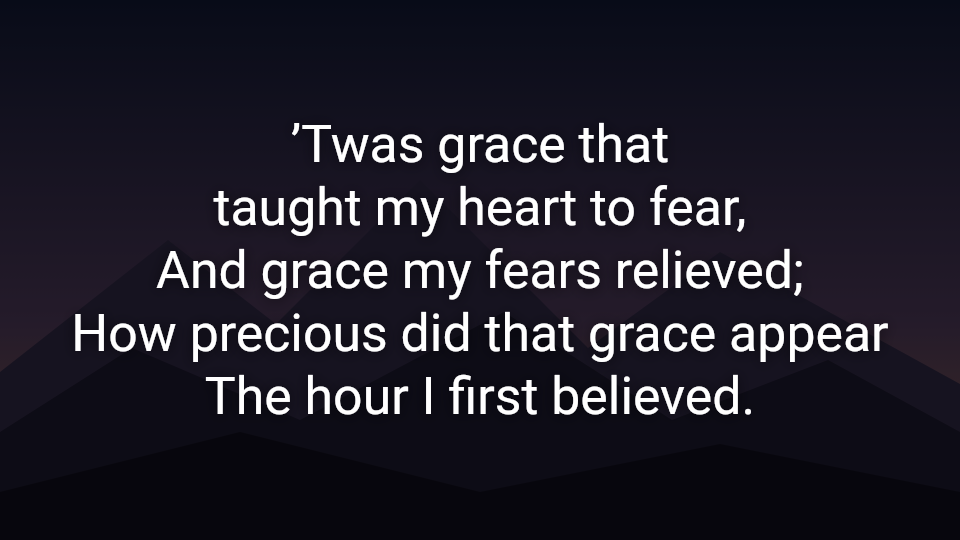 ’Twas grace that
taught my heart to fear,
And grace my fears relieved;
How precious did that grace appear
The hour I first believed.